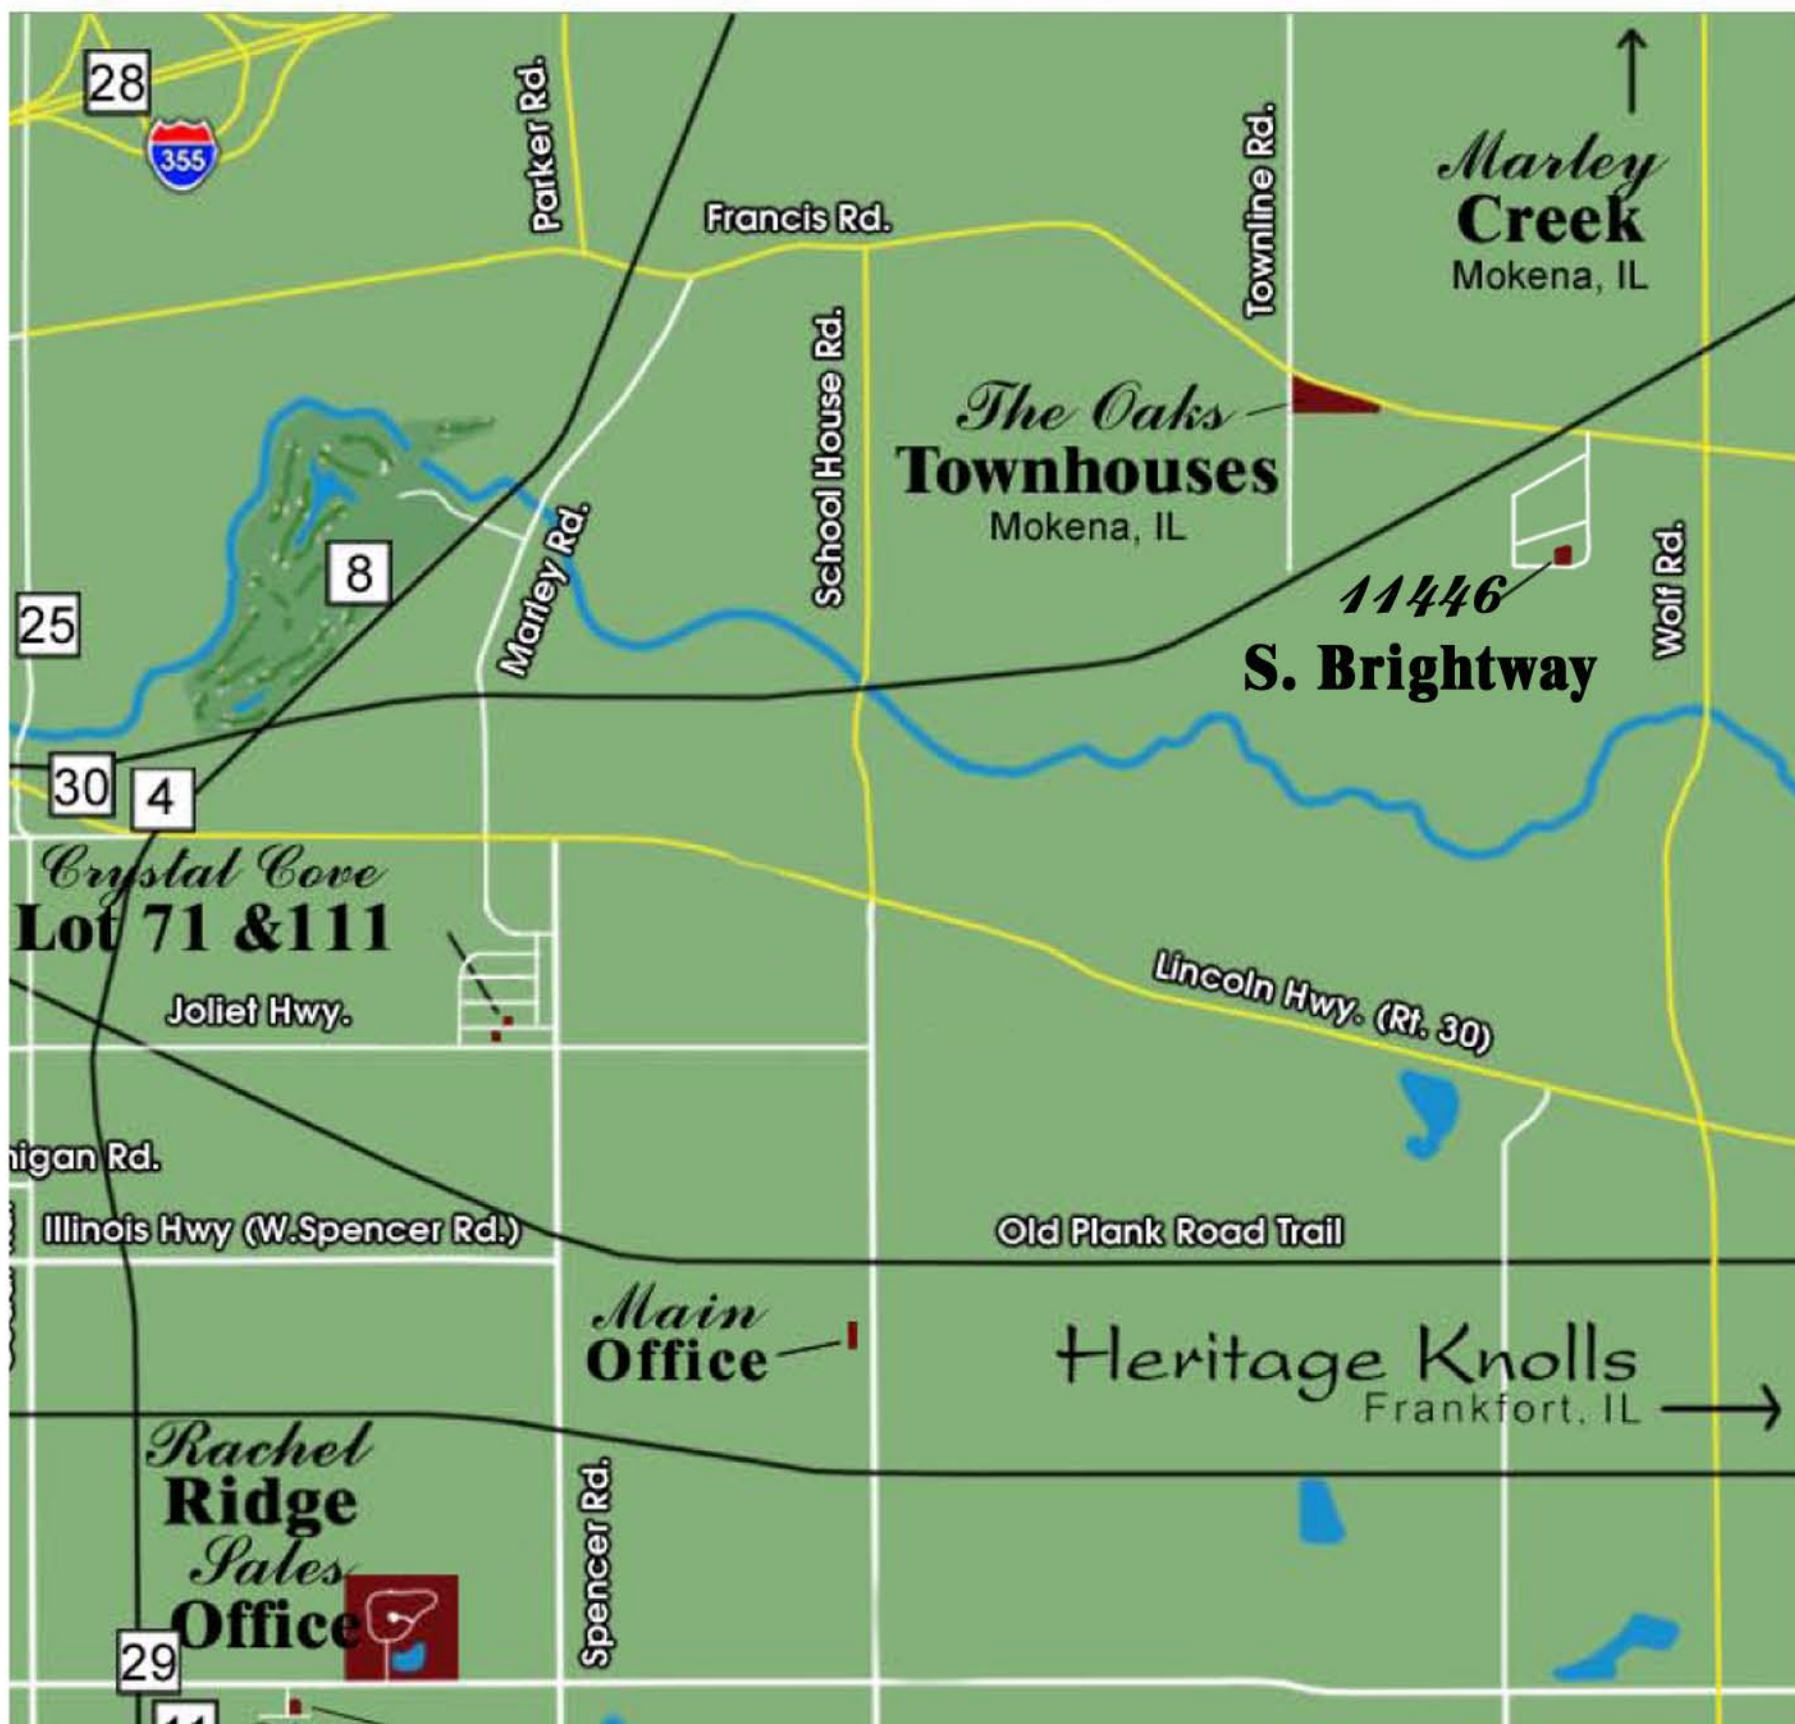 28
355
Parker Rd.
Francis Rd.
Townline Rd.
Marley
Creek
Mokena, IL
School House Rd.
The Oaks
Townhouses
Mokena, IL
8
25
Marley Rd.
11446
S. Brightway
Wolf Rd.
30
4
Crystal Cove
Lot 71 &111
Joliet Hwy.
Lincoln Hwy. (Rt. 30)
higan Rd.
Illinois Hwy (W.Spencer Rd.)
Old Plank Road Trail
Main
Office
Heritage Knolls
Frankfort, IL
Rachel
Ridge
Sales
Office
Spencer Rd.
29
11